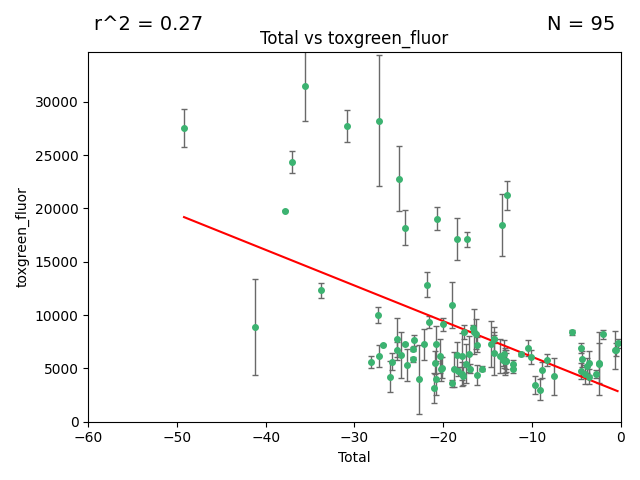 r^2 = 0.27
N = 95
Total vs toxgreen_fluor
30000
25000
20000
15000
10000
5000
0
toxgreen_fluor
−60
−50
−40
−30
−20
−10
0
Total